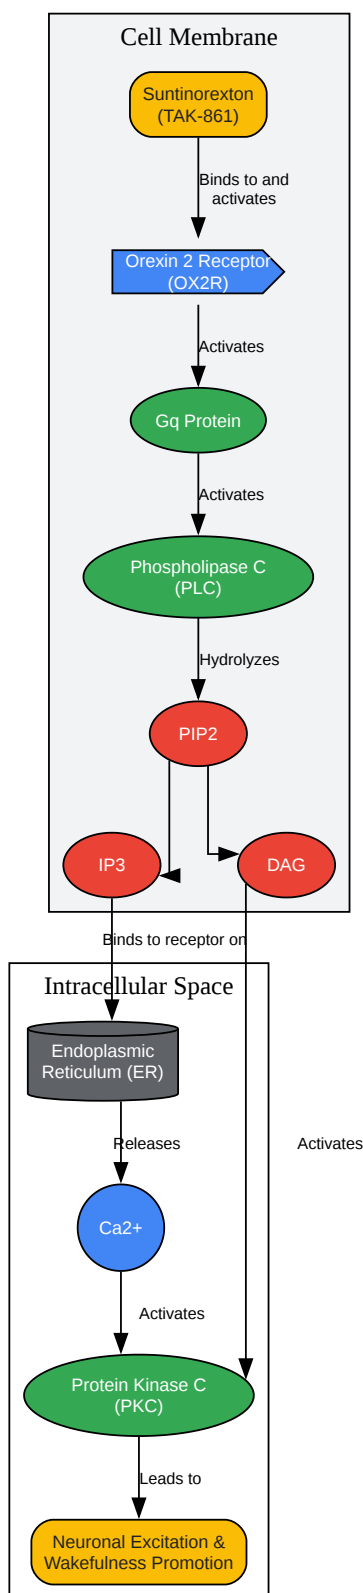 Cell Membrane
Suntinorexton
(TAK-861)
Binds to and
activates
Orexin 2 Receptor
(OX2R)
Activates
Gq Protein
Activates
Phospholipase C
(PLC)
Hydrolyzes
PIP2
IP3
DAG
Binds to receptor on
Intracellular Space
Endoplasmic
Reticulum (ER)
Releases
Activates
Ca2+
Activates
Protein Kinase C
(PKC)
Leads to
Neuronal Excitation &
Wakefulness Promotion